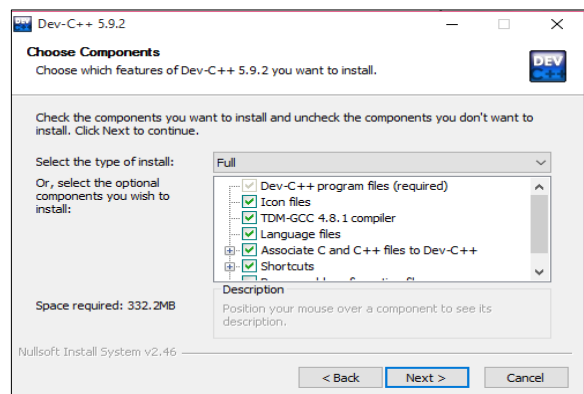 Dev-C++ 5.9.2
Choose Components
Choose which features of Dev-C++ 5.9.2 you want to install.
DEV
C++
Check the components you want to install and uncheck the components you don't want to
install. Click Next to continue.
Select the type of install:
Full
Or, select the optional
components you wish to
install:
Dev-C++ program files (required)
Icon files
TDM-GCC 4.8.1 compiler
Language files
Associate C and C++ files to Dev-C++
Shortcuts
Space required: 332.2MB
Description
Position your mouse over a component to see its
description.
Nullsoft Install System v2.46
< Back
Next >
Cancel